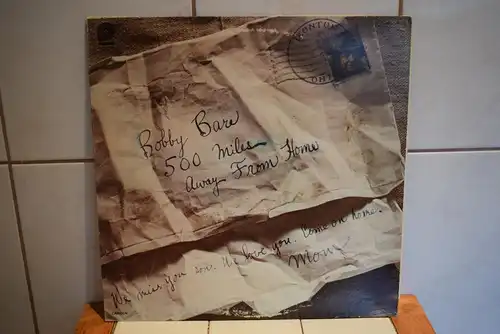 Bobby Bare
500 Miles
Away From Home
We miss you son. We love you. Come on home.
Mom